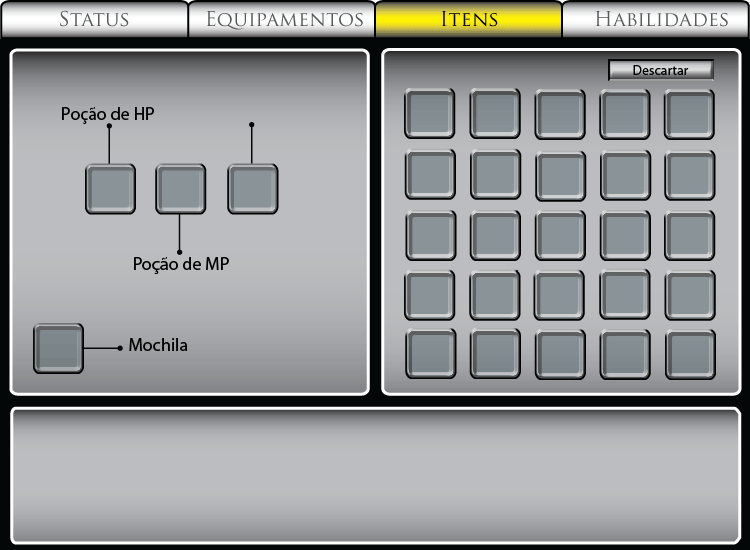 Status
Equipamentos
Itens
Habilidades
Descartar
Poção de HP
Poção de MP
Mochila